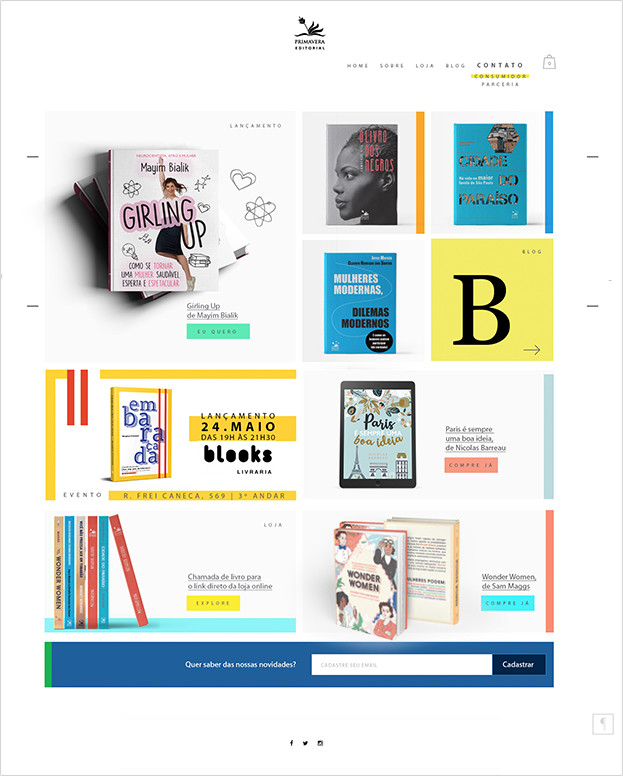 PRIMAVERA
EDITORIAL
HOME SOBRE LOJA BLOG CONTATO
0
CONSUMIDOR
PARCERIA
LANÇAMENTO
NEUROCIENTISTA, ATRIZ E MULHER
Mayim Bialik
GIRLING
UP
COMO SE TORNAR
UMA MULHER SAUDÁVEL
ESPERTA E ESPETACULAR
Girling Up
de Mayim Bialik
EU QUERO
O LIVRO
DOS
NEGROS
CIDADE
DO
PARAÍSO
MULHERES
MODERNAS,
DILEMAS
MODERNOS
BLOG
B
em
bara
çada
LANÇAMENTO
24.MAIO
DAS 19H ÀS 21H30
blooks
LIVRARIA
EVENTO
R. FREI CANECA, 569 | 3º ANDAR
Paris
É SEMPRE UMA
boa ideia
Paris é sempre
uma boa ideia,
de Nicolas Barreau
COMPRE JÁ
LOJA
WONDER WOMEN
Chamada de livro para
o link direto da loja online
EXPLORE
WONDER
WOMEN
MULHERES PODEM
Wonder Women,
de Sam Maggs
COMPRE JÁ
Quer saber das nossas novidades?
CADASTRE SEU EMAIL
Cadastrar